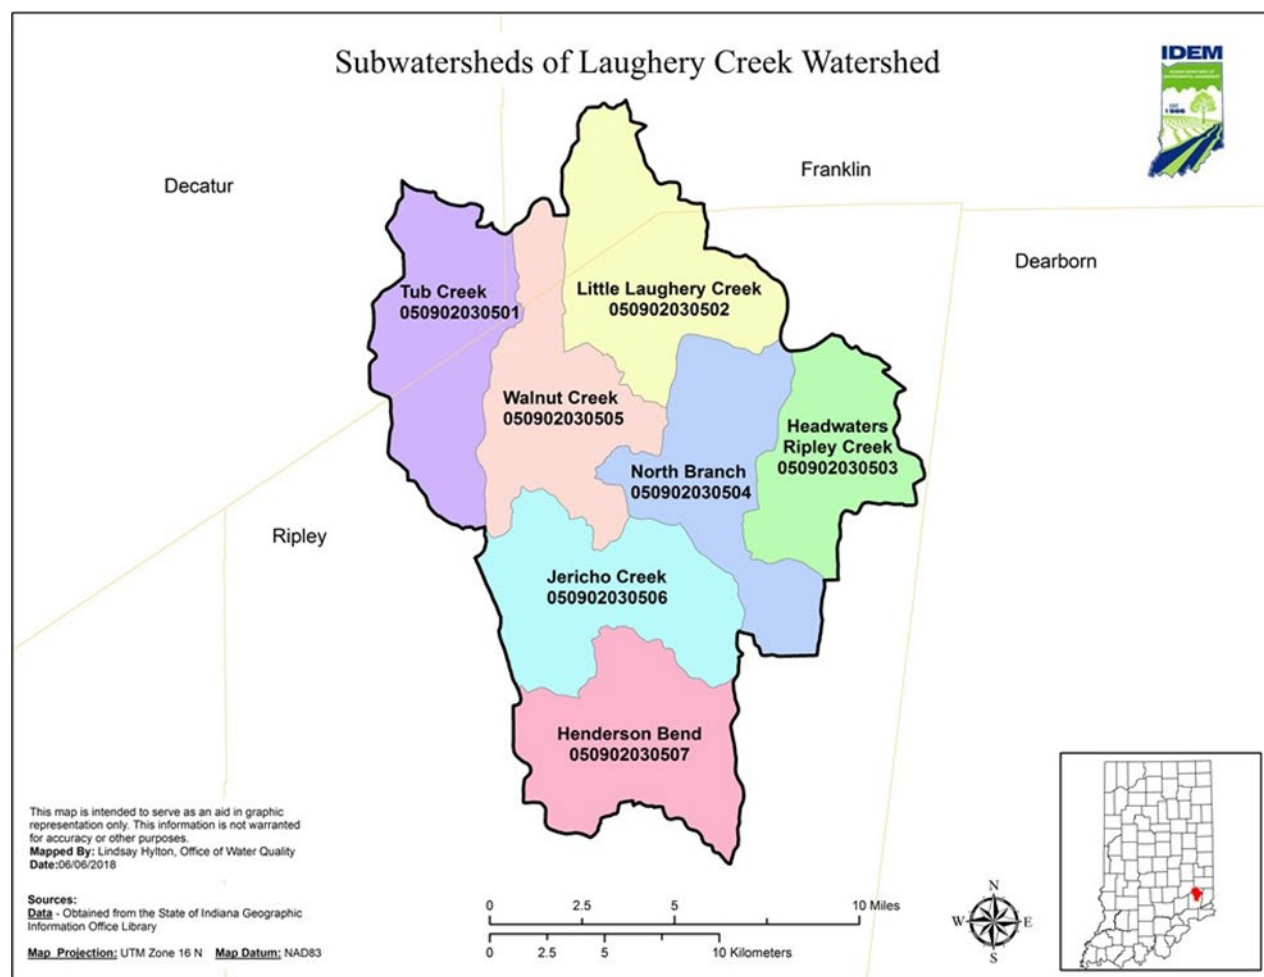 Subwatersheds of Laughery Creek Watershed
IDEM
Decatur
Franklin
Dearborn
Tub Creek
050902030501
Little Laughery Creek
050902030502
Walnut Creek
050902030505
Headwaters
Ripley Creek
050902030503
North Branch
050902030504
Ripley
Jericho Creek
050902030506
Henderson Bend
050902030507
This map is intended to serve as an aid in graphic
representation only. This information is not warranted
for accuracy or other purposes.
Mapped By: Lindsay Hylton, Office of Water Quality
Date:06/06/2018
Sources:
Data - Obtained from the State of Indiana Geographic
Information Office Library
Map Projection: UTM Zone 16 N Map Datum: NAD83
0 2.5 5 10 Miles
0 2.5 5 10 Kilometers
N
W E
S